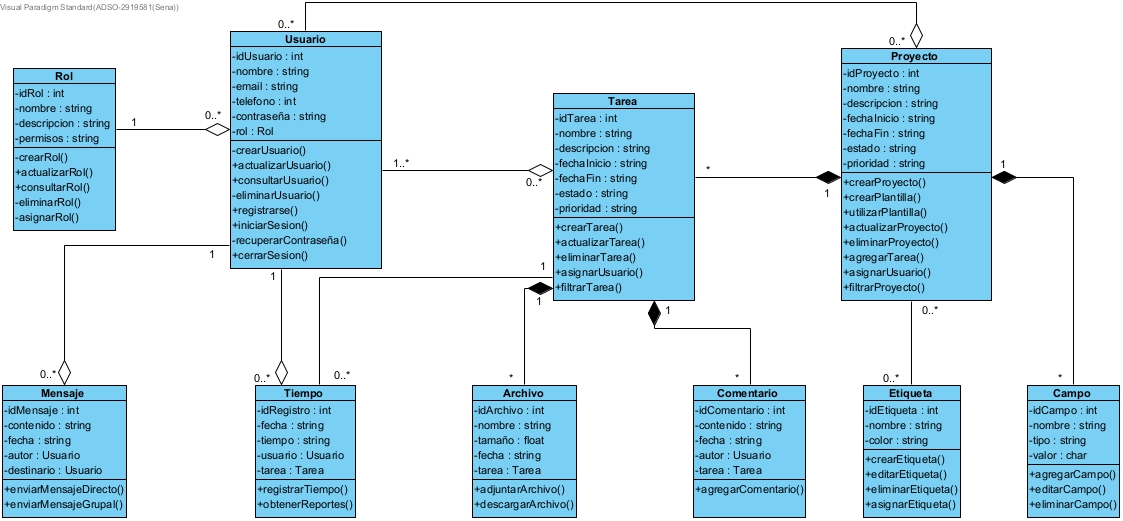 Visual Paradigm Standard(ADSO-2919581(Sena))
Rol
-idRol : int
-nombre : string
-descripcion : string
-permisos : string
-crearRol()
+actualizarRol()
+consultarRol()
-eliminarRol()
-asignarRol()
1
0..*
0..*
Usuario
-idUsuario : int
-nombre : string
-email : string
-telefono : int
-contraseña : string
-rol : Rol
-crearUsuario()
+actualizarUsuario()
+consultarUsuario()
-eliminarUsuario()
+registrarse()
+iniciarSesion()
-recuperarContraseña()
+cerrarSesion()
1..*
0..*
Tarea
-idTarea : int
-nombre : string
-descripcion : string
-fechaInicio : string
-fechaFin : string
-estado : string
-prioridad : string
+crearTarea()
+actualizarTarea()
+eliminarTarea()
+asignarUsuario()
+filtrarTarea()
*
1
0..*
Proyecto
-idProyecto : int
-nombre : string
-descripcion : string
-fechaInicio : string
-fechaFin : string
-estado : string
-prioridad : string
+crearProyecto()
+crearPlantilla()
+utilizarPlantilla()
+actualizarProyecto()
+eliminarProyecto()
+agregarTarea()
+asignarUsuario()
+filtrarProyecto()
1
1
1
1
1
1
0..*
0..*
Mensaje
-idMensaje : int
-contenido : string
-fecha : string
-autor : Usuario
-destinario : Usuario
+enviarMensajeDirecto()
+enviarMensajeGrupal()
0..*
0..*
Tiempo
-idRegistro : int
-fecha : string
-tiempo : string
-usuario : Usuario
-tarea : Tarea
+registrarTiempo()
+obtenerReportes()
*
Archivo
-idArchivo : int
-nombre : string
-tamaño : float
-fecha : string
-tarea : Tarea
+adjuntarArchivo()
+descargarArchivo()
*
Comentario
-idComentario : int
-contenido : string
-fecha : string
-autor : Usuario
-tarea : Tarea
+agregarComentario()
0..*
Etiqueta
-idEtiqueta : int
-nombre : string
-color : string
+crearEtiqueta()
+editarEtiqueta()
+eliminarEtiqueta()
+asignarEtiqueta()
*
Campo
-idCampo : int
-nombre : string
-tipo : string
-valor : char
+agregarCampo()
+editarCampo()
+eliminarCampo()